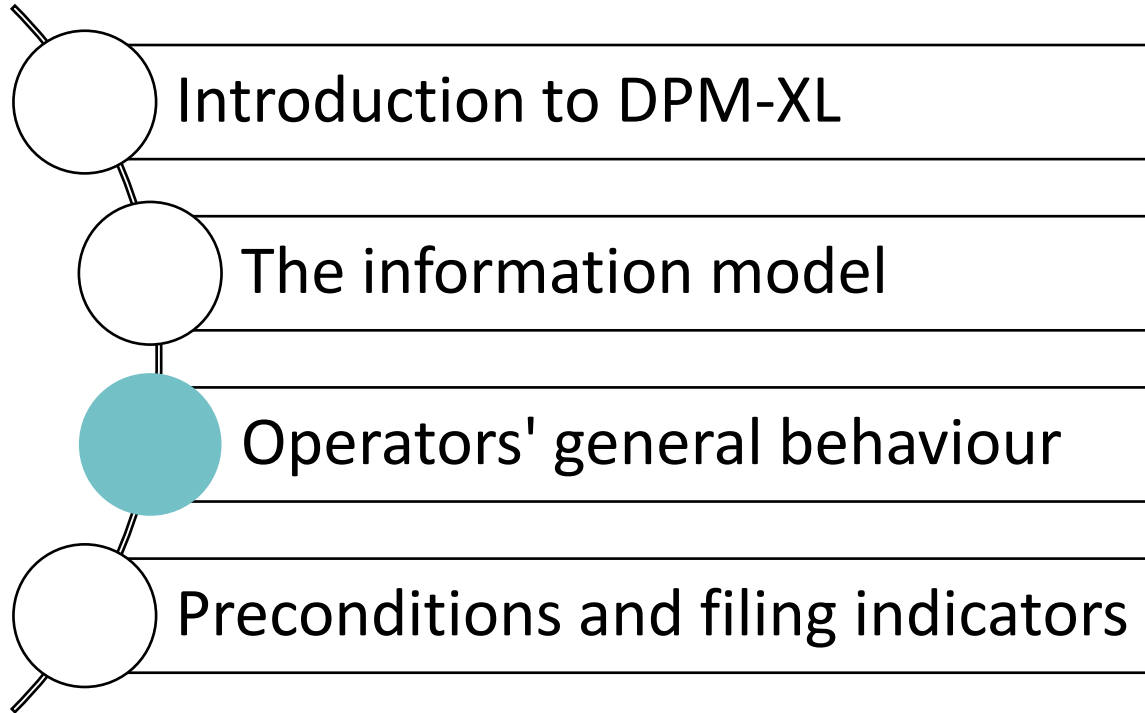 Introduction to DPM-XL
The information model
Operators' general behaviour
Preconditions and filing indicators